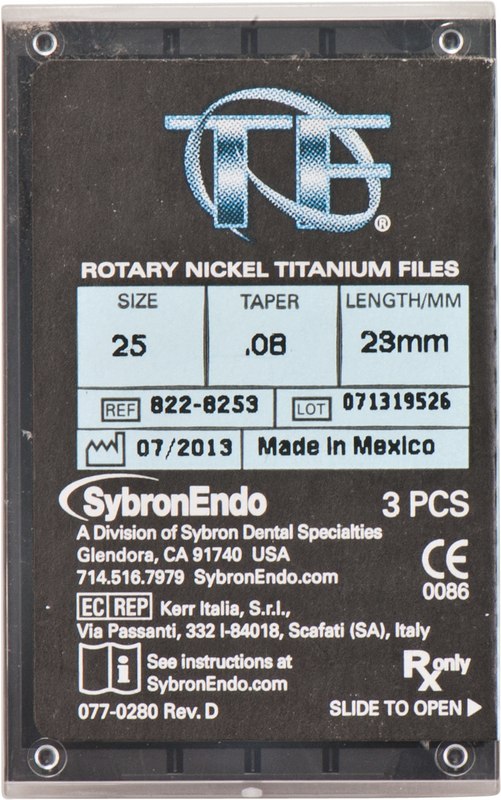 TF®
ROTARY NICKEL TITANIUM FILES
SIZE TAPER LENGTH/MM
25 .08 23mm
REF 822-8253 LOT 071319526
07/2013 Made in Mexico
SybronEndo 3 PCS
A Division of Sybron Dental Specialties
Glendora, CA 91740 USA
714.516.7979 SybronEndo.com
CE
0086
EC REP Kerr Italia, S.r.l.,
Via Passanti, 332 I-84018, Scafati (SA), Italy
i See instructions at
SybronEndo.com
Rx only
077-0280 Rev. D SLIDE TO OPEN